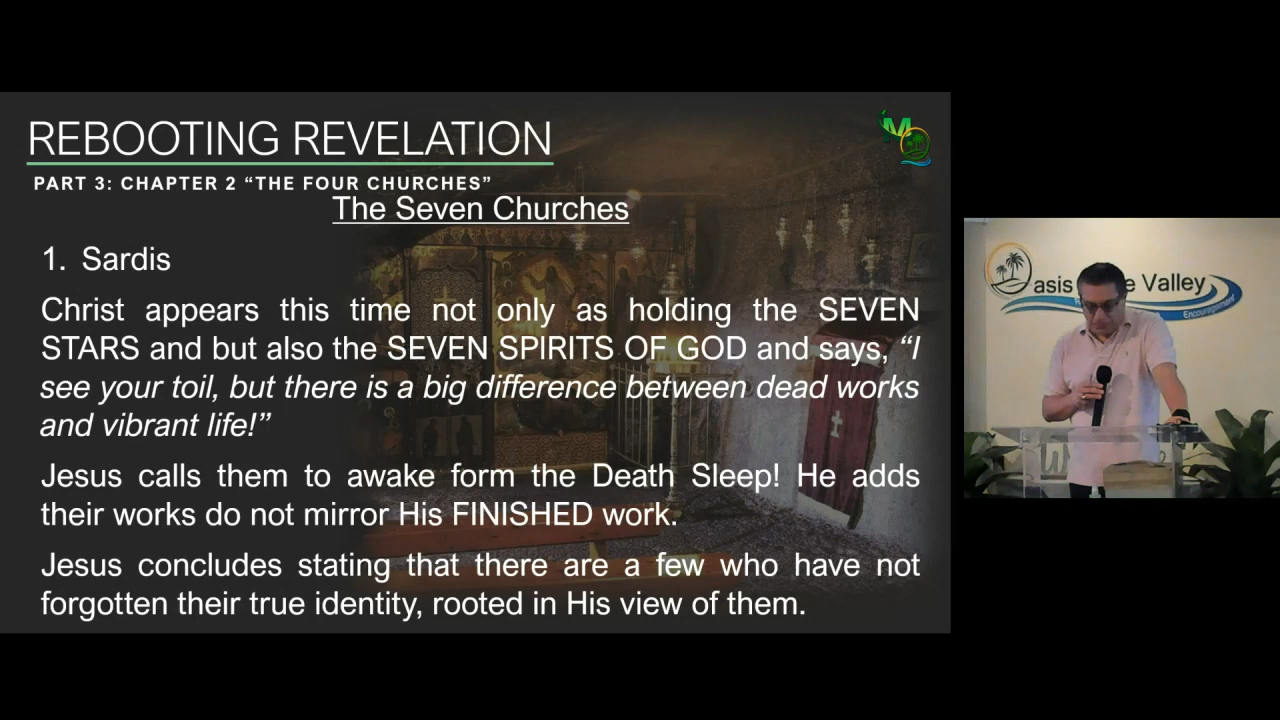 REBOOTING REVELATION
PART 3: CHAPTER 2 “THE FOUR CHURCHES”
The Seven Churches
1. Sardis
Christ appears this time not only as holding the SEVEN
STARS and but also the SEVEN SPIRITS OF GOD and says, “I
see your toil, but there is a big difference between dead works
and vibrant life!”
Jesus calls them to awake form the Death Sleep! He adds
their works do not mirror His FINISHED work.
Jesus concludes stating that there are a few who have not
forgotten their true identity, rooted in His view of them.
M
asis e Valley
Encouragement